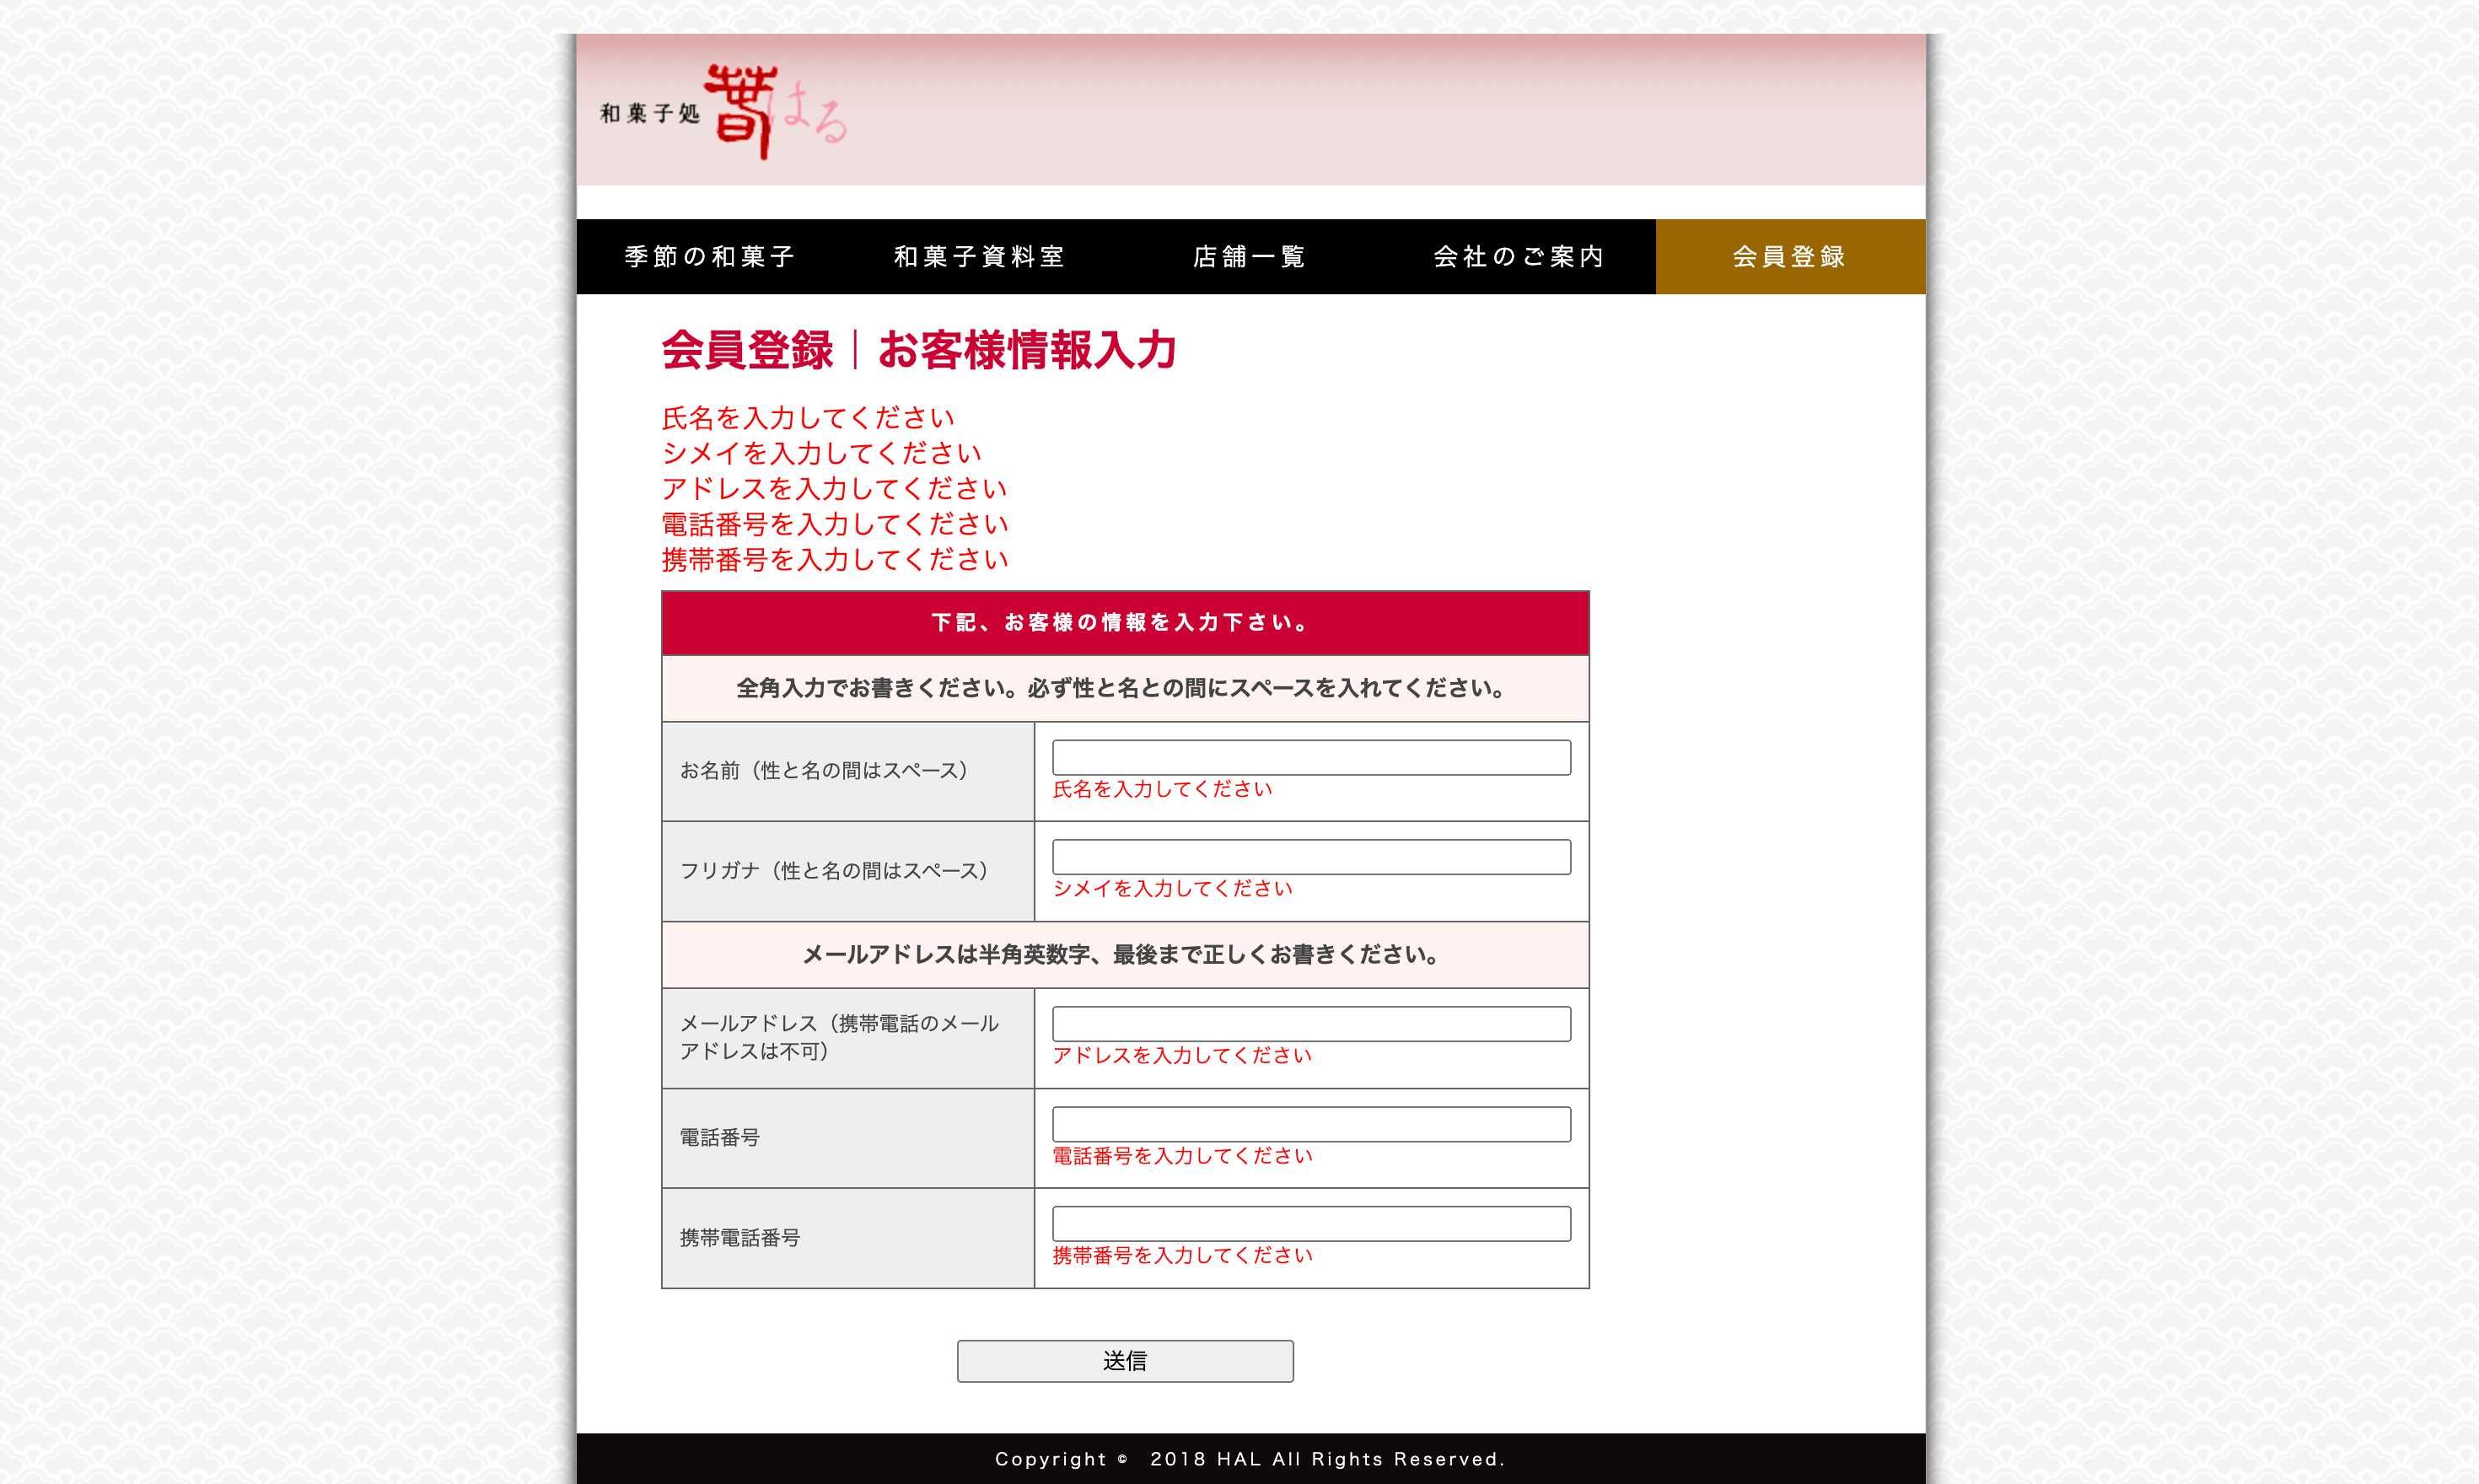 和菓子処 春 はる
季節の和菓子 和菓子資料室 店舗一覧 会社のご案内 会員登録
会員登録｜お客様情報入力
氏名を入力してください
シメイを入力してください
アドレスを入力してください
電話番号を入力してください
携帯番号を入力してください
下記、お客様の情報を入力下さい。
全角入力でお書きください。必ず性と名との間にスペースを入れてください。
お名前（性と名の間はスペース）
氏名を入力してください
フリガナ（性と名の間はスペース）
シメイを入力してください
メールアドレスは半角英数字、最後まで正しくお書きください。
メールアドレス（携帯電話のメール
アドレスは不可）
アドレスを入力してください
電話番号
電話番号を入力してください
携帯電話番号
携帯番号を入力してください
送信
Copyright © 2018 HAL All Rights Reserved.